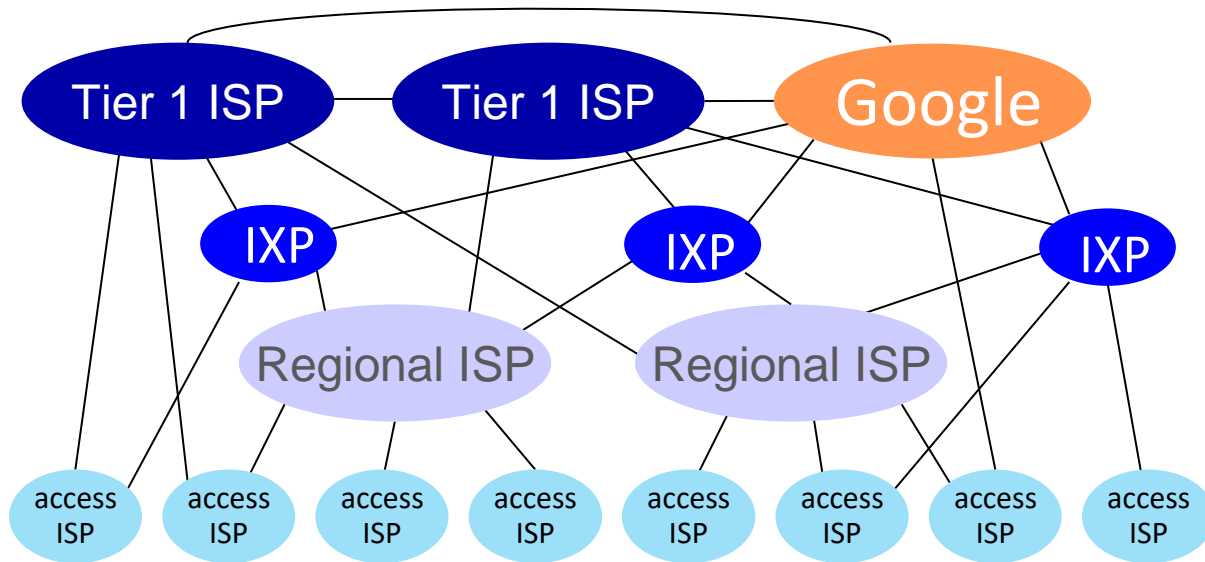 Tier 1 ISP
Tier 1 ISP
Google
IXP
IXP
IXP
Regional ISP
Regional ISP
access
ISP
access
ISP
access
ISP
access
ISP
access
ISP
access
ISP
access
ISP
access
ISP